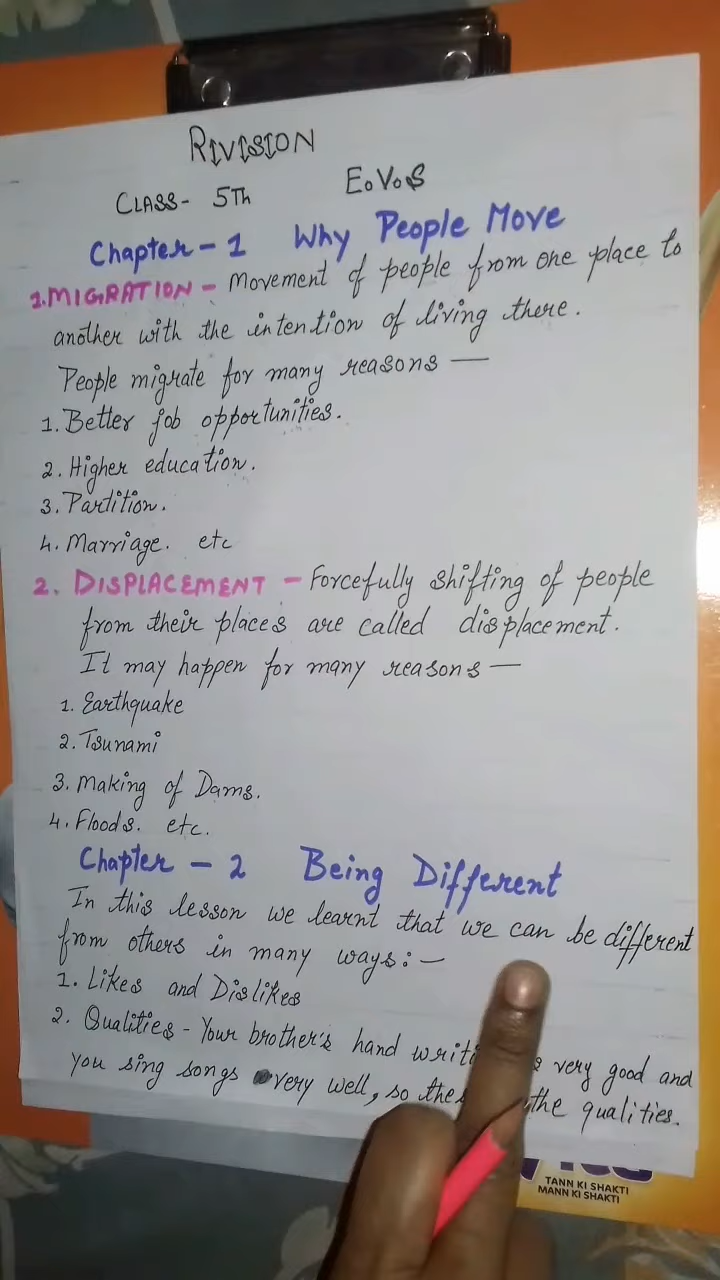 RIVISION
CLASS- 5Th E.V.S
Chapter-1 Why People Move
1.MIGRATION - Movement of people from one place to
another with the intention of living there.
People migrate for many reasons —
1. Better job opportunities.
2. Higher education.
3. Partition.
4. Marriage. etc
2. DISPLACEMENT - Forcefully shifting of people
from their places are called displacement.
It may happen for many reasons —
1. Earthquake
2. Tsunami
3. Making of Dams.
4. Floods. etc.
Chapter - 2 Being Different
In this lesson we learnt that we can be different
from others in many ways:-
1. Likes and Dislikes
2. Qualities - Your brother's hand very good and
you sing songs very well, so the qualities.
TANN KI SHAKTI
MANN KI SHAKTI